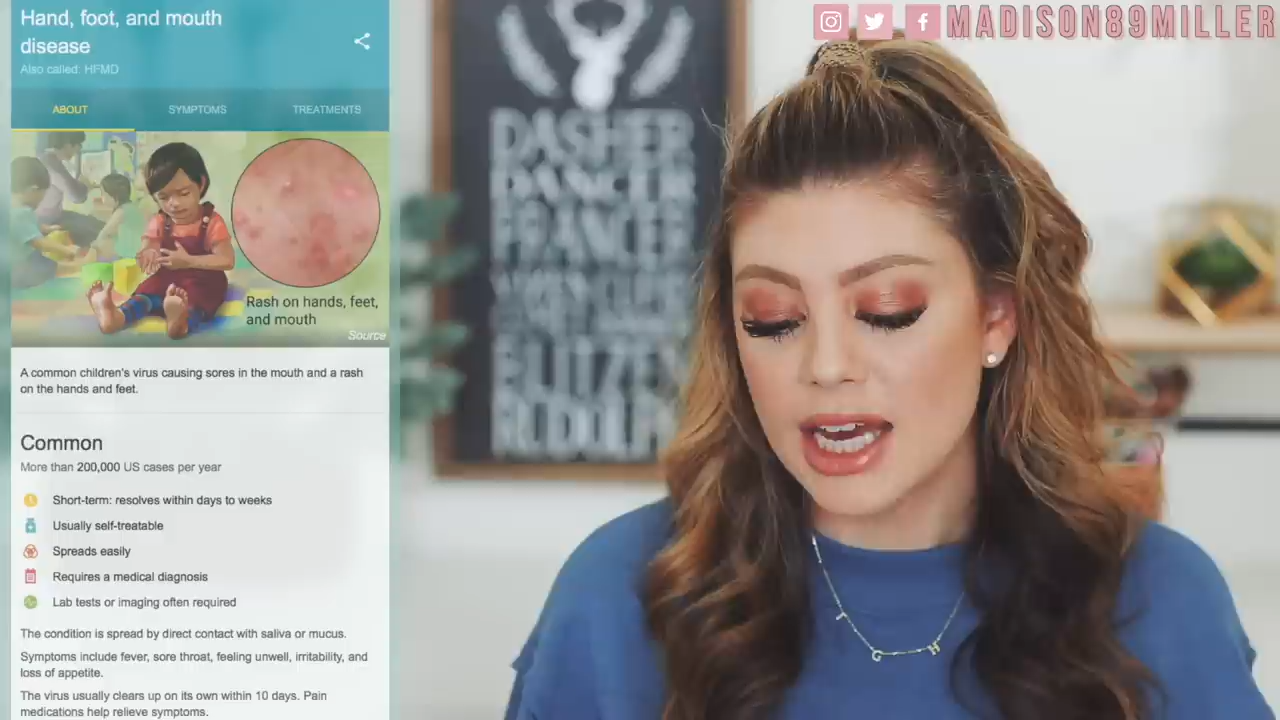 Hand, foot, and mouth
disease
Also called: HFMD
ABOUT
SYMPTOMS
TREATMENTS
Rash on hands, feet,
and mouth
Source
A common children's virus causing sores in the mouth and a rash
on the hands and feet.
Common
More than 200,000 US cases per year
Short-term: resolves within days to weeks
Usually self-treatable
Spreads easily
Requires a medical diagnosis
Lab tests or imaging often required
The condition is spread by direct contact with saliva or mucus.
Symptoms include fever, sore throat, feeling unwell, irritability, and
loss of appetite.
The virus usually clears up on its own within 10 days. Pain
medications help relieve symptoms.
DASHER
DANCER
PRANCER
BLITZEN
RUDOLPH
MADISON89MILLER
G H